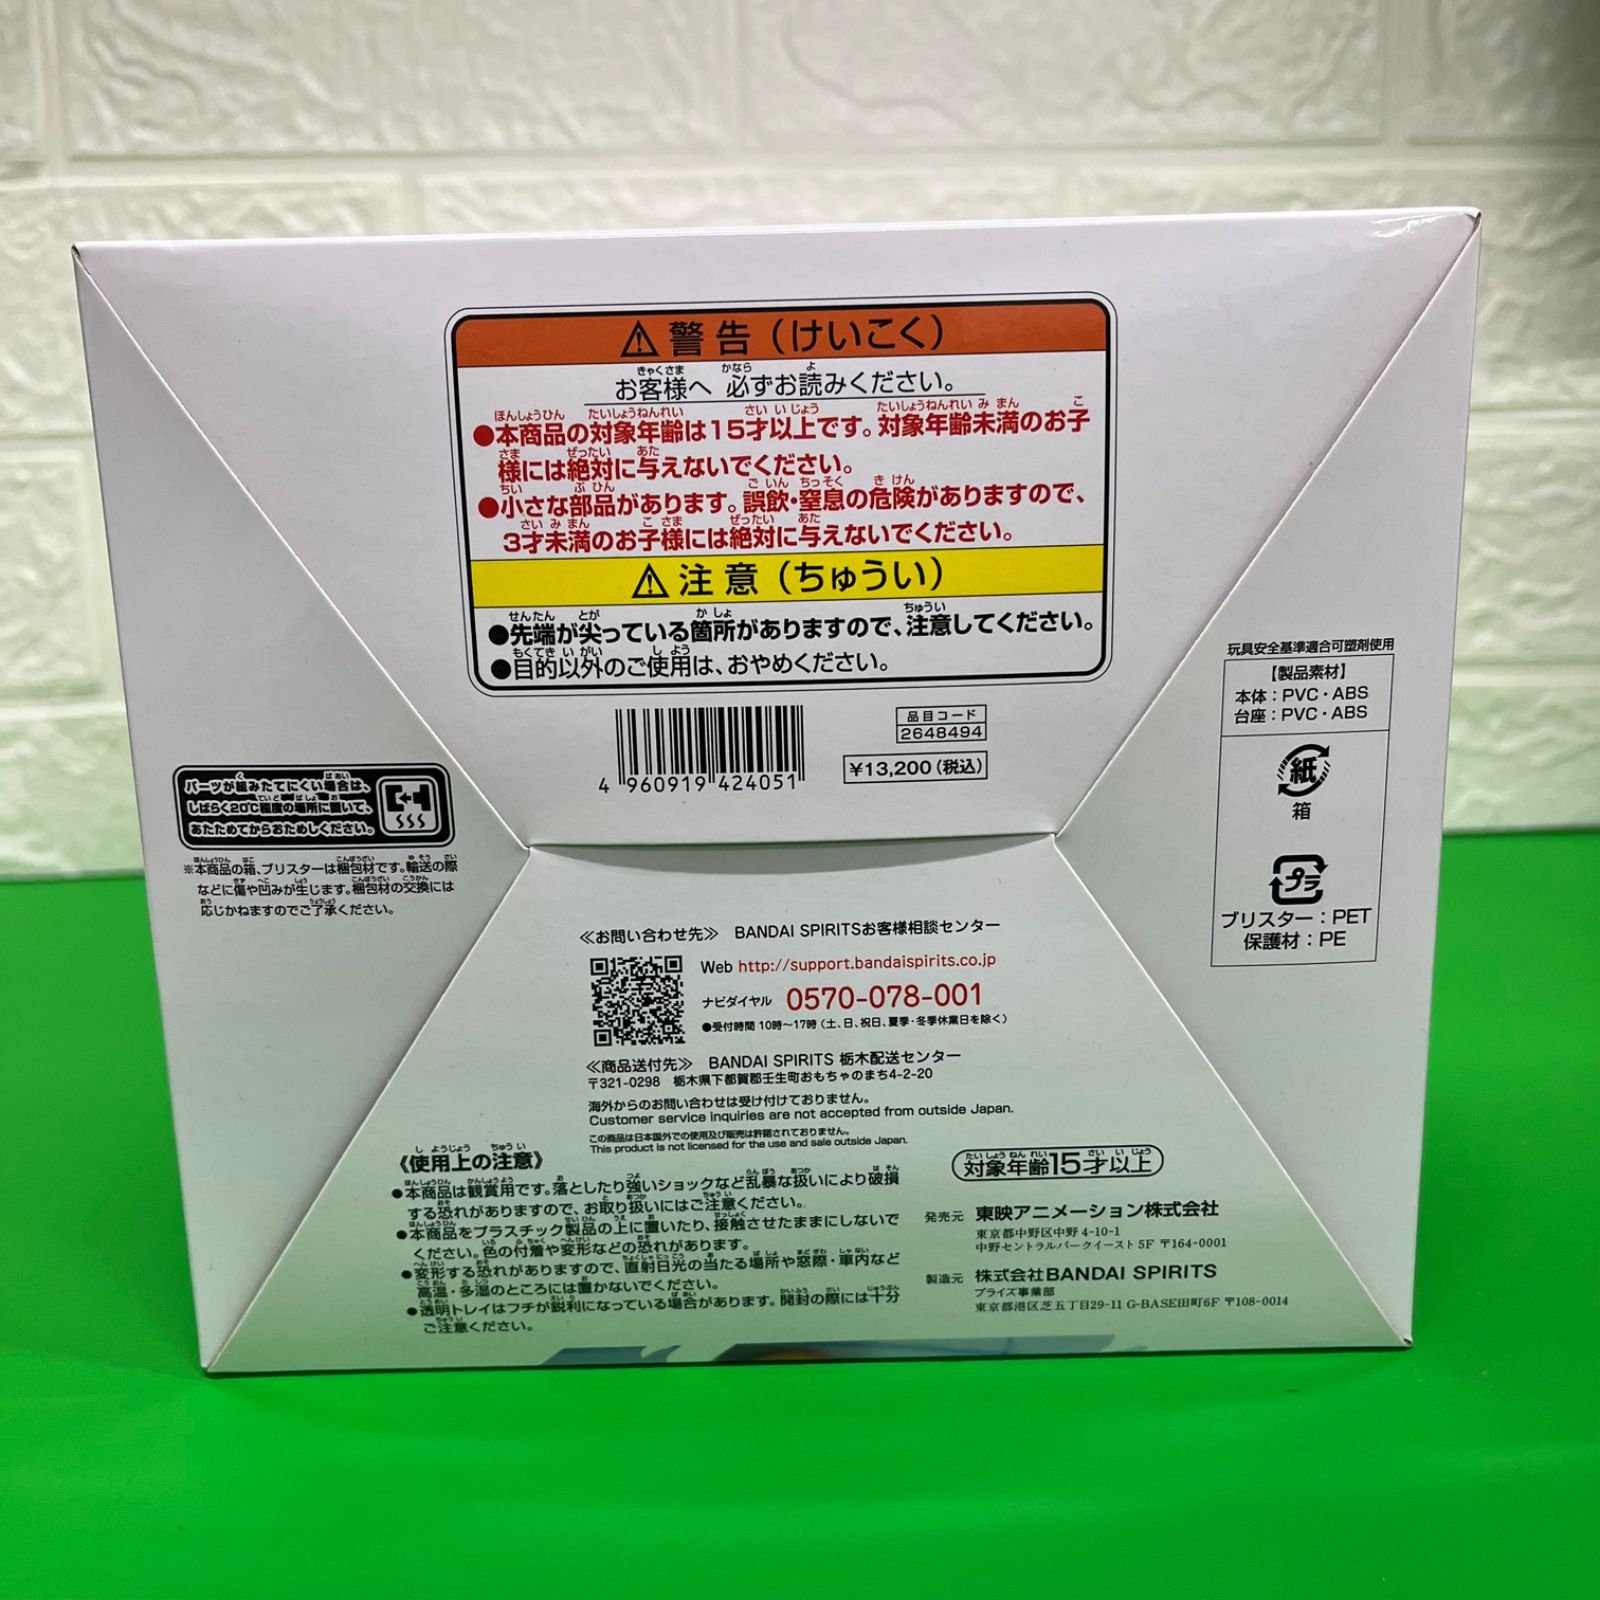 ⚠ 警告（けいこく）
お客様へ 必ずお読みください。
●本商品の対象年齢は15才以上です。対象年齢未満のお子
様には絶対に与えないでください。
●小さな部品があります。誤飲・窒息の危険がありますので、
3才未満のお子様には絶対に与えないでください。
⚠ 注意（ちゅうい）
●先端が尖っている箇所がありますので、注意してください。
●目的以外のご使用は、おやめください。
4 960919 424051
品目コード
2648494
¥13,200（税込）
玩具安全基準適合可塑剤使用
【製品素材】
本体：PVC・ABS
台座：PVC・ABS
紙
箱
プラ
ブリスター：PET
保護材：PE
パーツが組みたてにくい場合は、
しばらく20℃程度の場所に置いて、
あたためてからおためしください。
※本商品の箱、ブリスターは梱包材です。輸送の際
などに傷や凹みが生じます。梱包材の交換には
応じかねますのでご了承ください。
≪お問い合わせ先≫ BANDAI SPIRITSお客様相談センター
Web http://support.bandaispirits.co.jp
ナビダイヤル 0570-078-001
●受付時間 10時〜17時（土、日、祝日、夏季・冬季休業日を除く）
≪商品送付先≫ BANDAI SPIRITS 栃木配送センター
〒321-0298 栃木県下都賀郡壬生町おもちゃのまち4-2-20
海外からのお問い合わせは受け付けておりません。
Customer service inquiries are not accepted from outside Japan.
この商品は日本国外での使用及び販売は許諾されておりません。
This product is not licensed for the use and sale outside Japan.
《使用上の注意》
●本商品は観賞用です。落としたり強いショックなど乱暴な扱いにより破損
する恐れがありますので、お取り扱いにはご注意ください。
●本商品をプラスチック製品の上に置いたり、接触させたままにしないで
ください。色の付着や変形などの恐れがあります。
●変形する恐れがありますので、直射日光の当たる場所や窓際・車内など
高温・多湿のところには置かないでください。
●透明トレイはフチが鋭利になっている場合があります。開封の際には十分
ご注意ください。
対象年齢15才以上
発売元 東映アニメーション株式会社
東京都中野区中野 4-10-1
中野セントラルパークイースト 5F 〒164-0001
製造元 株式会社BANDAI SPIRITS
プライズ事業部
東京都港区芝五丁目29-11 G-BASE田町6F 〒108-0014